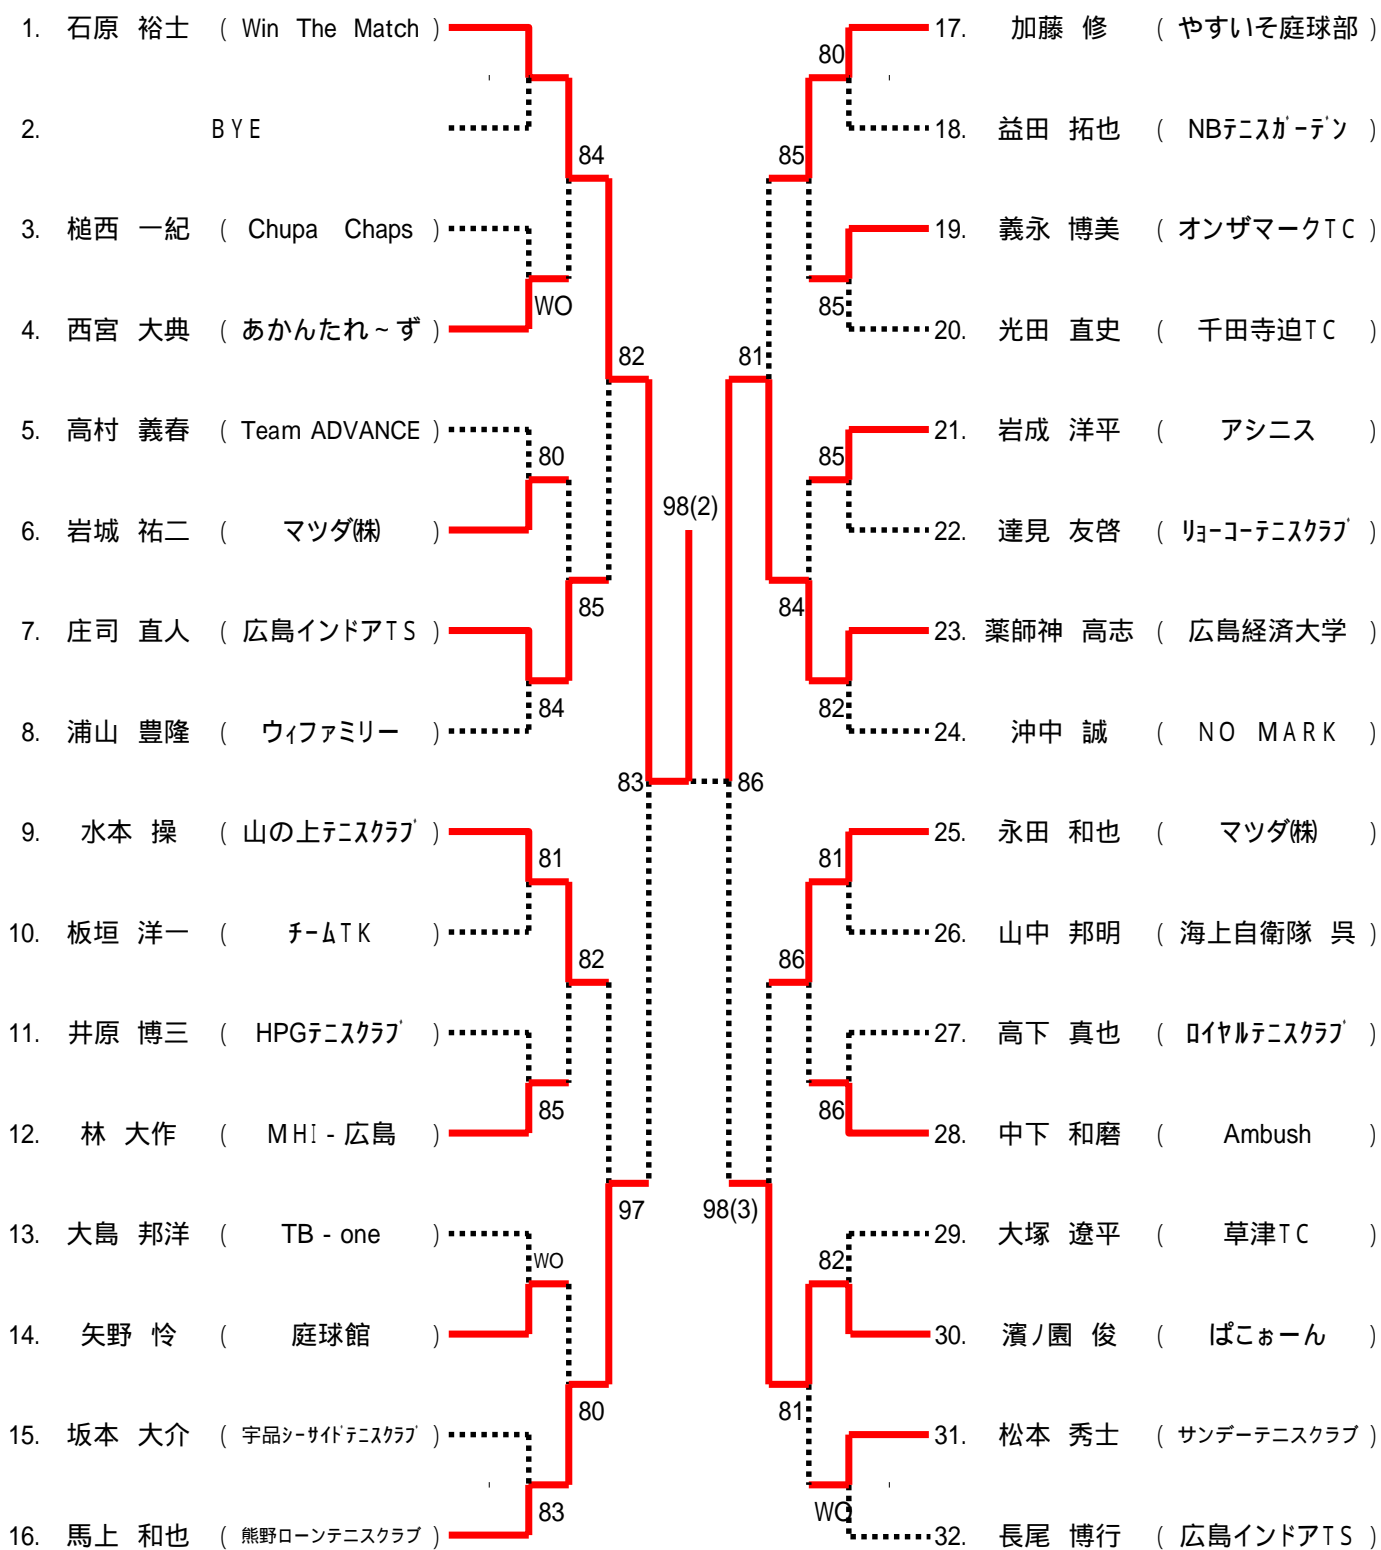 1. 石原 裕士 ( Win The Match )
2. BYE
84
3. 槌西 一紀 ( Chupa Chaps )
WO
4. 西宮 大典 ( あかんたれ~ず )
82
5. 高村 義春 ( Team ADVANCE )
80
6. 岩城 祐二 ( マツダ㈱ )
85
7. 庄司 直人 ( 広島インドアTS )
84
8. 浦山 豊隆 ( ウィファミリー )
83
9. 水本 操 ( 山の上テニスクラブ )
81
10. 板垣 洋一 ( チームTK )
82
11. 井原 博三 ( HPGテニスクラブ )
85
12. 林 大作 ( MHI - 広島 )
97
13. 大島 邦洋 ( TB - one )
WO
14. 矢野 怜 ( 庭球館 )
80
15. 坂本 大介 ( 宇品シーサイドテニスクラブ )
83
16. 馬上 和也 ( 熊野ローンテニスクラブ )
98(2)
17. 加藤 修 ( やすいそ庭球部 )
80
18. 益田 拓也 ( NBテニスガーデン )
85
19. 義永 博美 ( オンザマークTC )
85
20. 光田 直史 ( 千田寺迫TC )
81
21. 岩成 洋平 ( アシニス )
85
22. 達見 友啓 ( リョーコーテニスクラブ )
84
23. 薬師神 高志 ( 広島経済大学 )
82
24. 沖中 誠 ( NO MARK )
86
25. 永田 和也 ( マツダ㈱ )
81
26. 山中 邦明 ( 海上自衛隊 呉 )
86
27. 高下 真也 ( ロイヤルテニスクラブ )
86
28. 中下 和磨 ( Ambush )
98(3)
29. 大塚 遼平 ( 草津TC )
82
30. 濱ノ園 俊 ( ぱこぉーん )
81
31. 松本 秀士 ( サンデーテニスクラブ )
WO
32. 長尾 博行 ( 広島インドアTS )